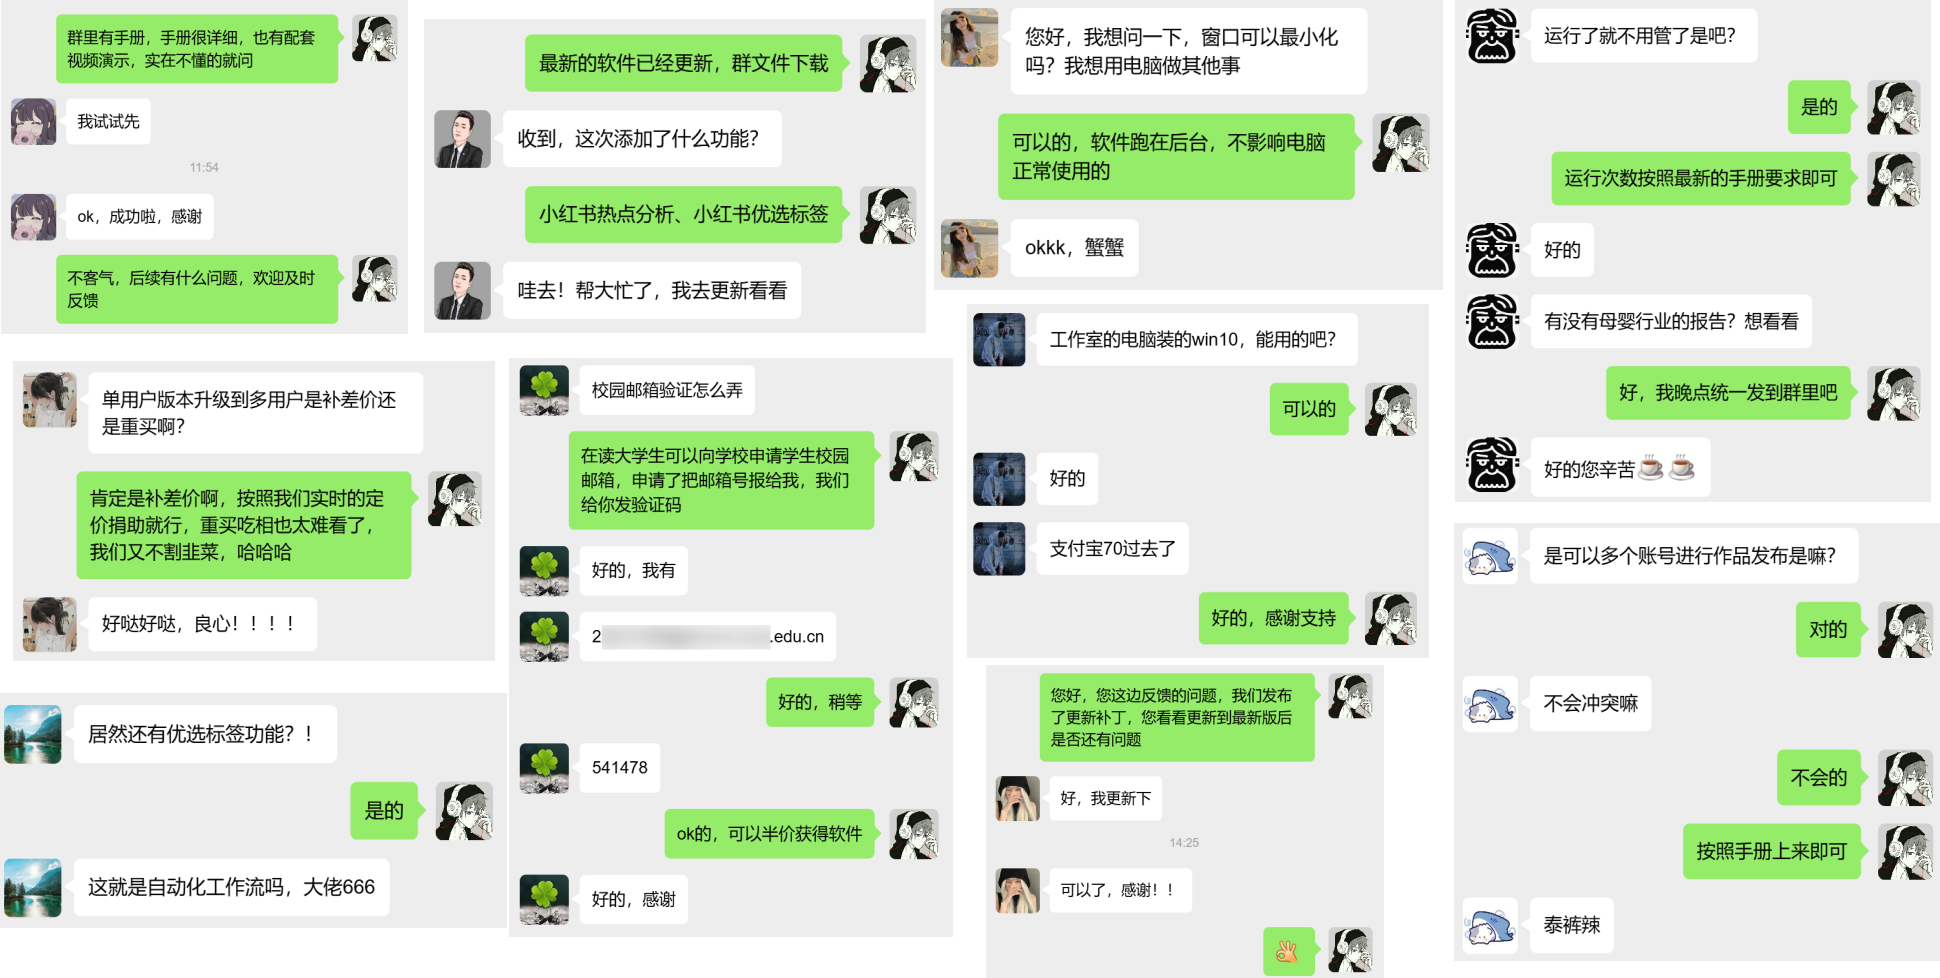 群里有手册，手册很详细，也有配套
视频演示，实在不懂的就问
我试试先
11:54
ok，成功啦，感谢
不客气，后续有什么问题，欢迎及时
反馈
最新的软件已经更新，群文件下载
收到，这次添加了什么功能？
小红书热点分析、小红书优选标签
哇去！帮大忙了，我去更新看看
您好，我想问一下，窗口可以最小化
吗？我想用电脑做其他事
可以的，软件跑在后台，不影响电脑
正常使用的
okkk，蟹蟹
运行了就不用管了是吧？
是的
运行次数按照最新的手册要求即可
好的
有没有母婴行业的报告？想看看
好，我晚点统一发到群里吧
好的您辛苦☕☕
单用户版本升级到多用户是补差价还
是重买啊？
肯定是补差价啊，按照我们实时的定
价捐助就行，重买吃相也太难看了，
我们又不割韭菜，哈哈哈
好哒好哒，良心！！！！
校园邮箱验证怎么弄
在读大学生可以向学校申请学生校园
邮箱，申请了把邮箱号报给我，我们
给你发验证码
好的，我有
2 .edu.cn
好的，稍等
541478
ok的，可以半价获得软件
好的，感谢
工作室的电脑装的win10，能用的吧？
可以的
好的
支付宝70过去了
好的，感谢支持
居然还有优选标签功能？！
是的
这就是自动化工作流吗，大佬666
您好，您这边反馈的问题，我们发布
了更新补丁，您看看更新到最新版后
是否还有问题
好，我更新下
14:25
可以了，感谢！！
👌
是可以多个账号进行作品发布是嘛？
对的
不会冲突嘛
不会的
按照手册上来即可
泰裤辣